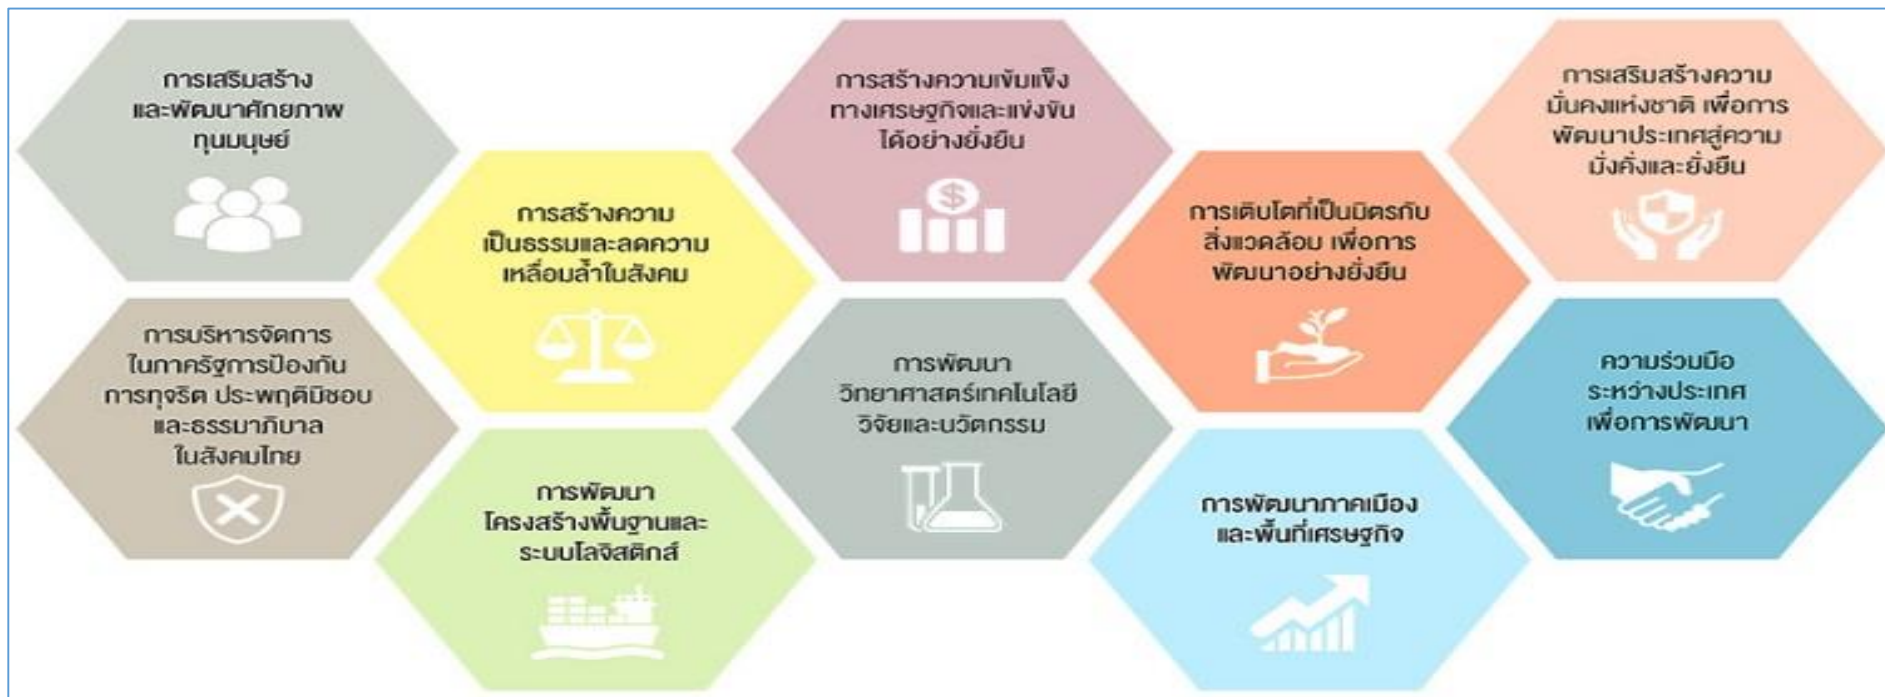 การเสริมสร้าง
และพัฒนาศักยภาพ
ทุนมนุษย์
การสร้างความ
เป็นธรรมและลดความ
เหลื่อมล้ำในสังคม
การสร้างความเข้มแข็ง
ทางเศรษฐกิจและแข่งขัน
ได้อย่างยั่งยืน
การเติบโตที่เป็นมิตรกับ
สิ่งแวดล้อม เพื่อการ
พัฒนาอย่างยั่งยืน
การเสริมสร้างความ
มั่นคงแห่งชาติ เพื่อการ
พัฒนาประเทศสู่ความ
มั่งคั่งและยั่งยืน
การบริหารจัดการ
ในภาครัฐการป้องกัน
การทุจริต ประพฤติมิชอบ
และธรรมาภิบาล
ในสังคมไทย
การพัฒนา
โครงสร้างพื้นฐานและ
ระบบโลจิสติกส์
การพัฒนา
วิทยาศาสตร์เทคโนโลยี
วิจัยและนวัตกรรม
การพัฒนาภาคเมือง
และพื้นที่เศรษฐกิจ
ความร่วมมือ
ระหว่างประเทศ
เพื่อการพัฒนา